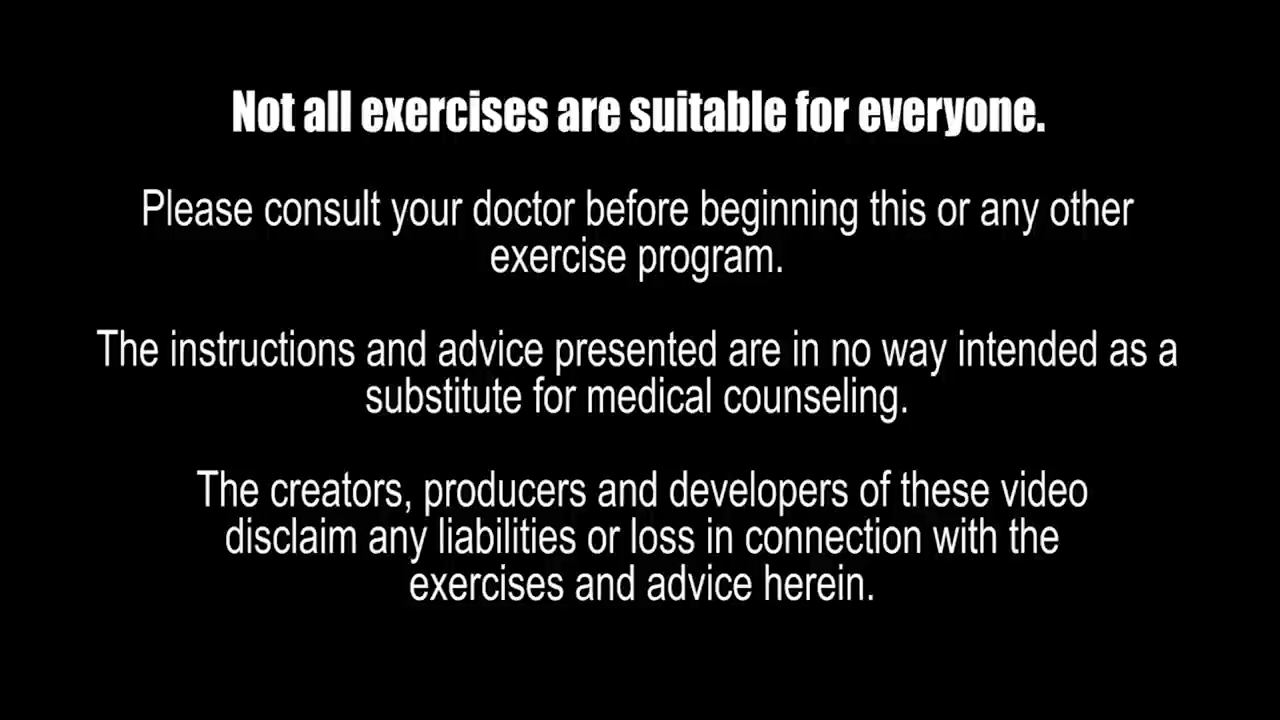 Not all exercises are suitable for everyone.
Please consult your doctor before beginning this or any other
exercise program.
The instructions and advice presented are in no way intended as a
substitute for medical counseling.
The creators, producers and developers of these video
disclaim any liabilities or loss in connection with the
exercises and advice herein.